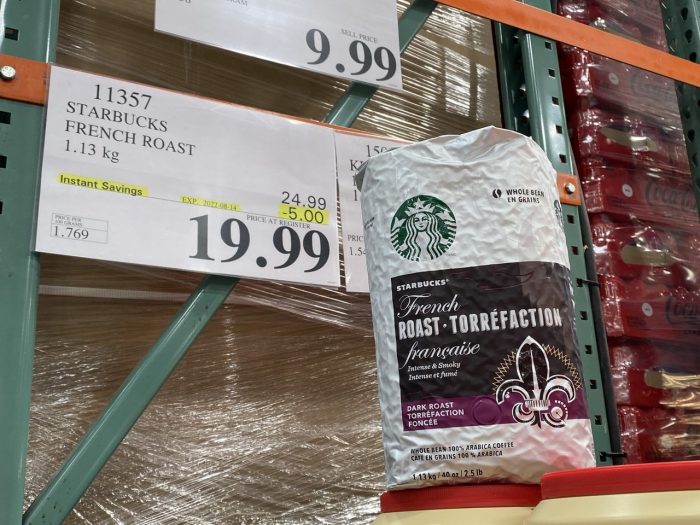 GRAM
SELL PRICE
9.99
11357
STARBUCKS
FRENCH ROAST
1.13 kg
Instant Savings
EXP. 2022-08-14
24.99
-5.00
PRICE AT REGISTER
19.99
PRICE PER
100 GRAMS
1.769
WHOLE BEAN
EN GRAINS
STARBUCKS®
French
ROAST · TORRÉFACTION
française
Intense & Smoky
Intense et fumé
DARK ROAST
TORRÉFACTION
FONCÉE
WHOLE BEAN 100% ARABICA COFFEE
CAFÉ EN GRAINS 100 % ARABICA
1.13 kg / 40 oz / 2.5 lb